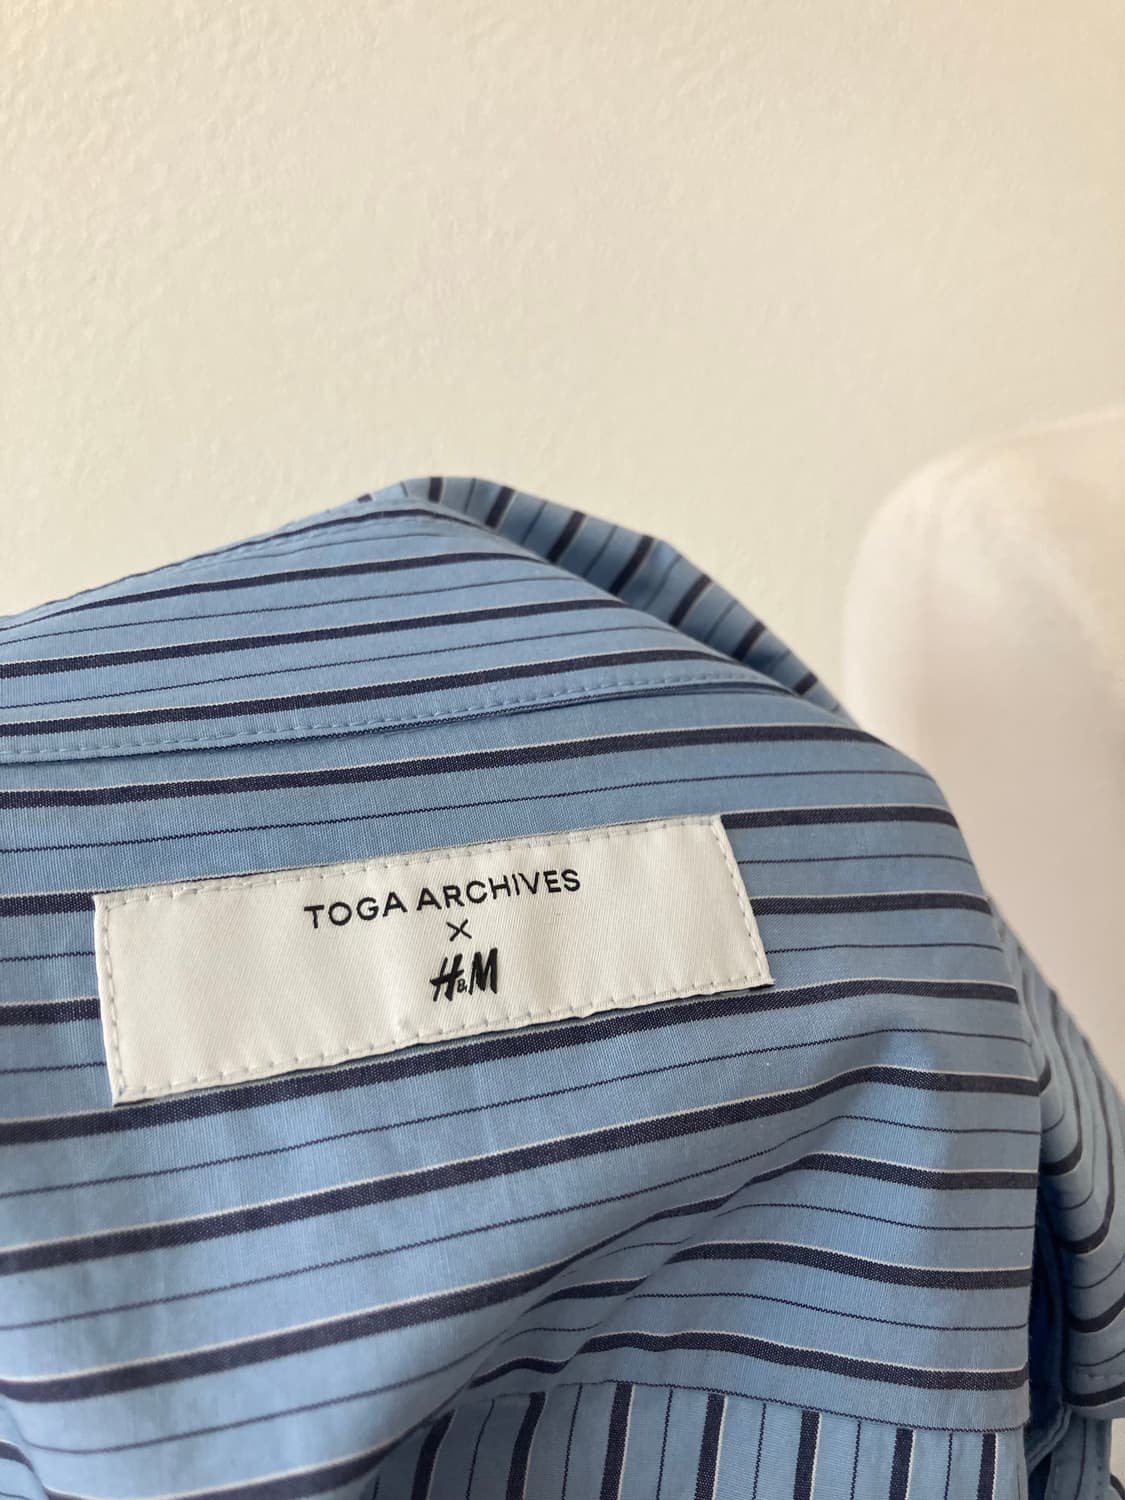 TOGA ARCHIVES
×
H&M